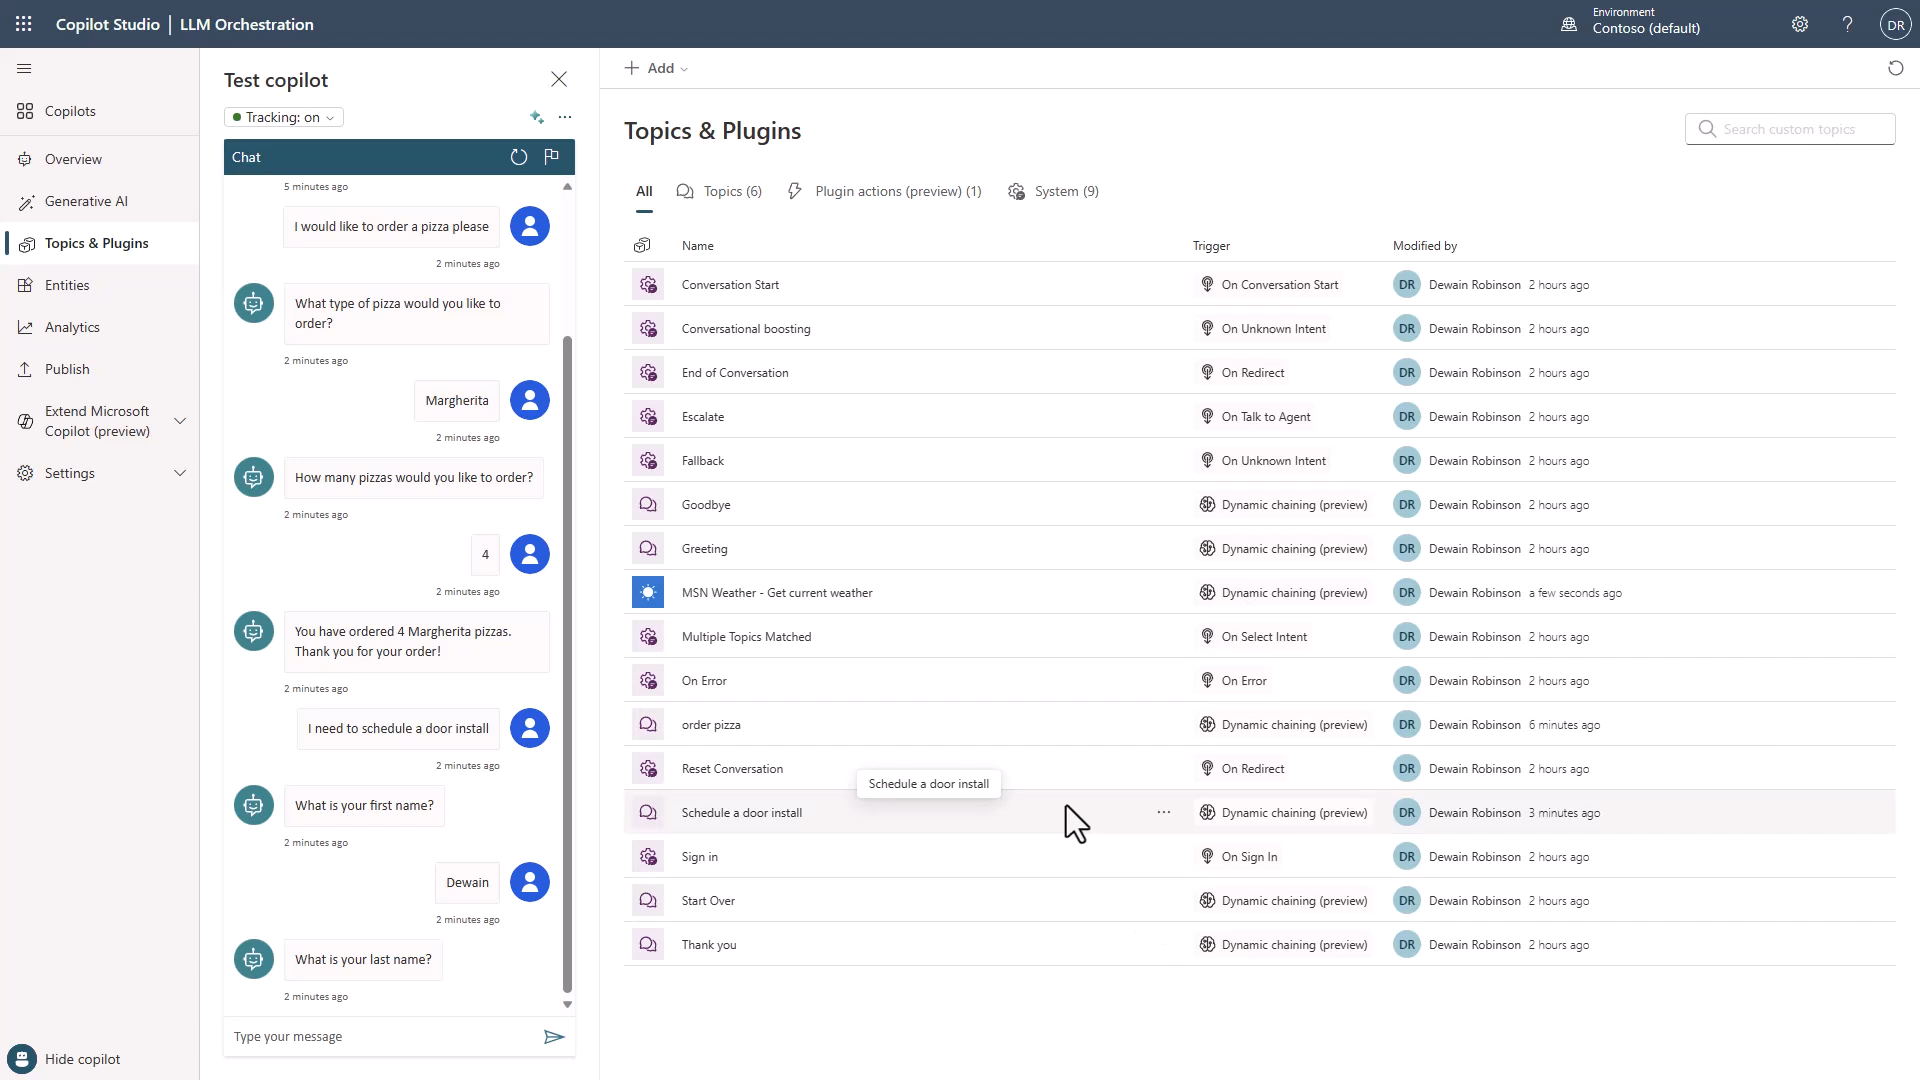 Copilot Studio | LLM Orchestration
Environment
Contoso (default)
DR
Copilots
Overview
Generative AI
Topics & Plugins
Entities
Analytics
Publish
Extend Microsoft
Copilot (preview)
Settings
Hide copilot
Test copilot
Tracking: on
Chat
5 minutes ago
I would like to order a pizza please
2 minutes ago
What type of pizza would you like to
order?
2 minutes ago
Margherita
2 minutes ago
How many pizzas would you like to order?
2 minutes ago
4
2 minutes ago
You have ordered 4 Margherita pizzas.
Thank you for your order!
2 minutes ago
I need to schedule a door install
2 minutes ago
What is your first name?
2 minutes ago
Dewain
2 minutes ago
What is your last name?
2 minutes ago
Type your message
Add
Topics & Plugins
Search custom topics
All Topics (6) Plugin actions (preview) (1) System (9)
Name Trigger Modified by
Conversation Start On Conversation Start DR Dewain Robinson 2 hours ago
Conversational boosting On Unknown Intent DR Dewain Robinson 2 hours ago
End of Conversation On Redirect DR Dewain Robinson 2 hours ago
Escalate On Talk to Agent DR Dewain Robinson 2 hours ago
Fallback On Unknown Intent DR Dewain Robinson 2 hours ago
Goodbye Dynamic chaining (preview) DR Dewain Robinson 2 hours ago
Greeting Dynamic chaining (preview) DR Dewain Robinson 2 hours ago
MSN Weather - Get current weather Dynamic chaining (preview) DR Dewain Robinson a few seconds ago
Multiple Topics Matched On Select Intent DR Dewain Robinson 2 hours ago
On Error On Error DR Dewain Robinson 2 hours ago
order pizza Dynamic chaining (preview) DR Dewain Robinson 6 minutes ago
Reset Conversation On Redirect DR Dewain Robinson 2 hours ago
Schedule a door install
Schedule a door install Dynamic chaining (preview) DR Dewain Robinson 3 minutes ago
Sign in On Sign In DR Dewain Robinson 2 hours ago
Start Over Dynamic chaining (preview) DR Dewain Robinson 2 hours ago
Thank you Dynamic chaining (preview) DR Dewain Robinson 2 hours ago